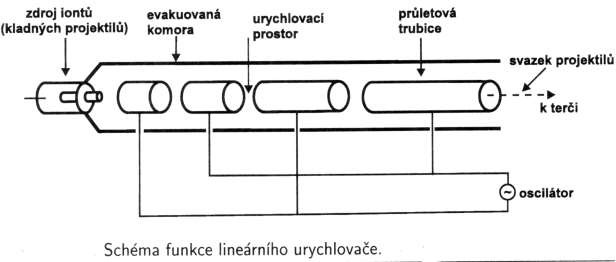 zdroj iontů
(kladných projektilů)
evakuovaná
komora
urychlovací
prostor
průletová
trubice
svazek projektilů
k terči
~ oscilátor
Schéma funkce lineárního urychlovače.